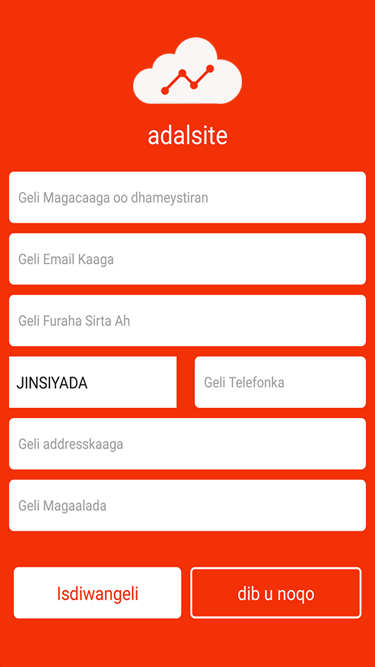 adalsite
Geli Magacaaga oo dhameystiran
Geli Email Kaaga
Geli Furaha Sirta Ah
JINSIYADA
Geli Telefonka
Geli addresskaaga
Geli Magaalada
Isdiwangeli
dib u noqo